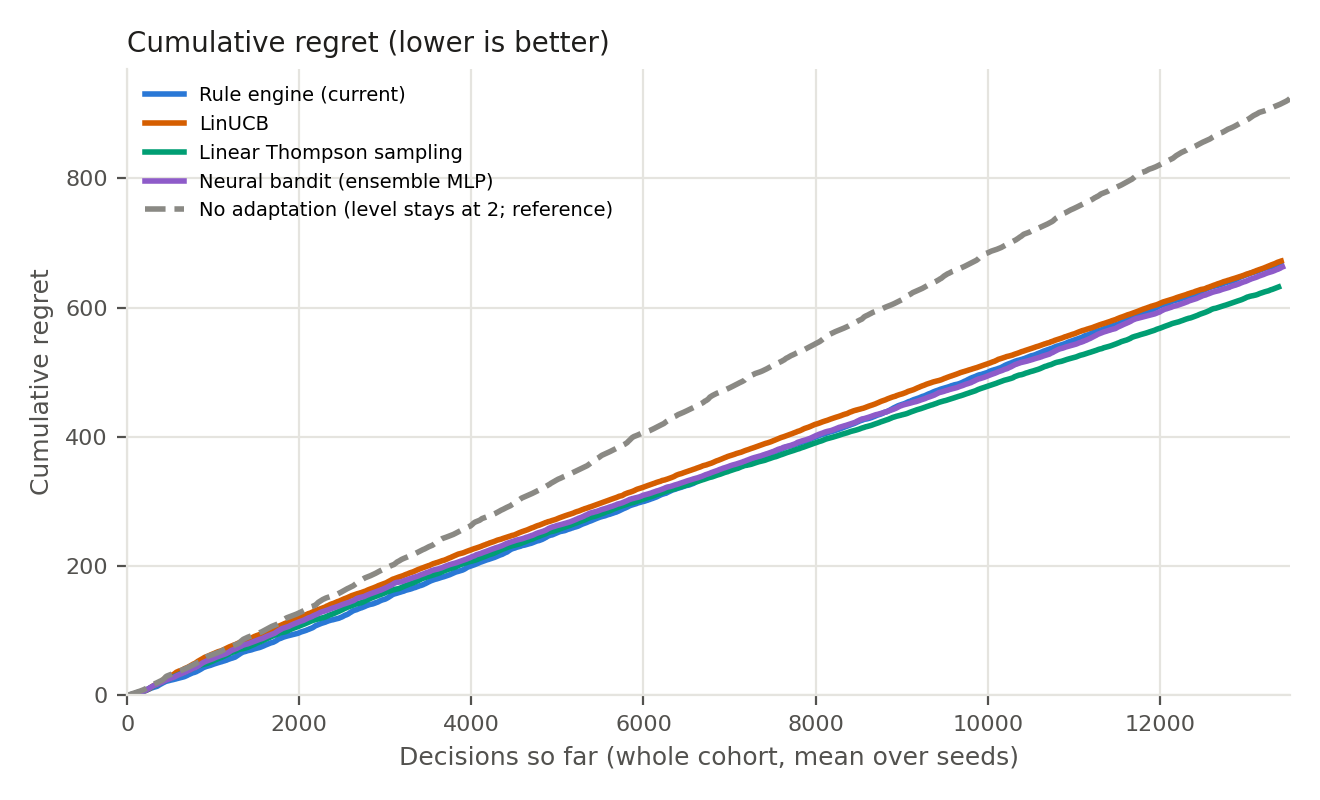 Cumulative regret (lower is better)
Rule engine (current)
LinUCB
Linear Thompson sampling
Neural bandit (ensemble MLP)
No adaptation (level stays at 2; reference)
Cumulative regret
800
600
400
200
0
0 2000 4000 6000 8000 10000 12000
Decisions so far (whole cohort, mean over seeds)